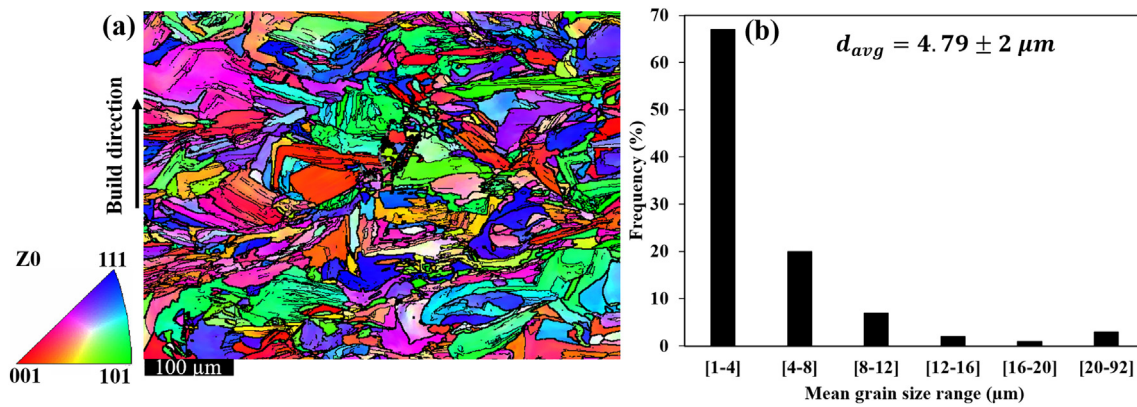 (a)
Build direction
Z0
111
001
101
100 µm
(b)
d_avg = 4.79 ± 2 µm
Frequency (%)
70
60
50
40
30
20
10
0
[1-4] [4-8] [8-12] [12-16] [16-20] [20-92]
Mean grain size range (µm)